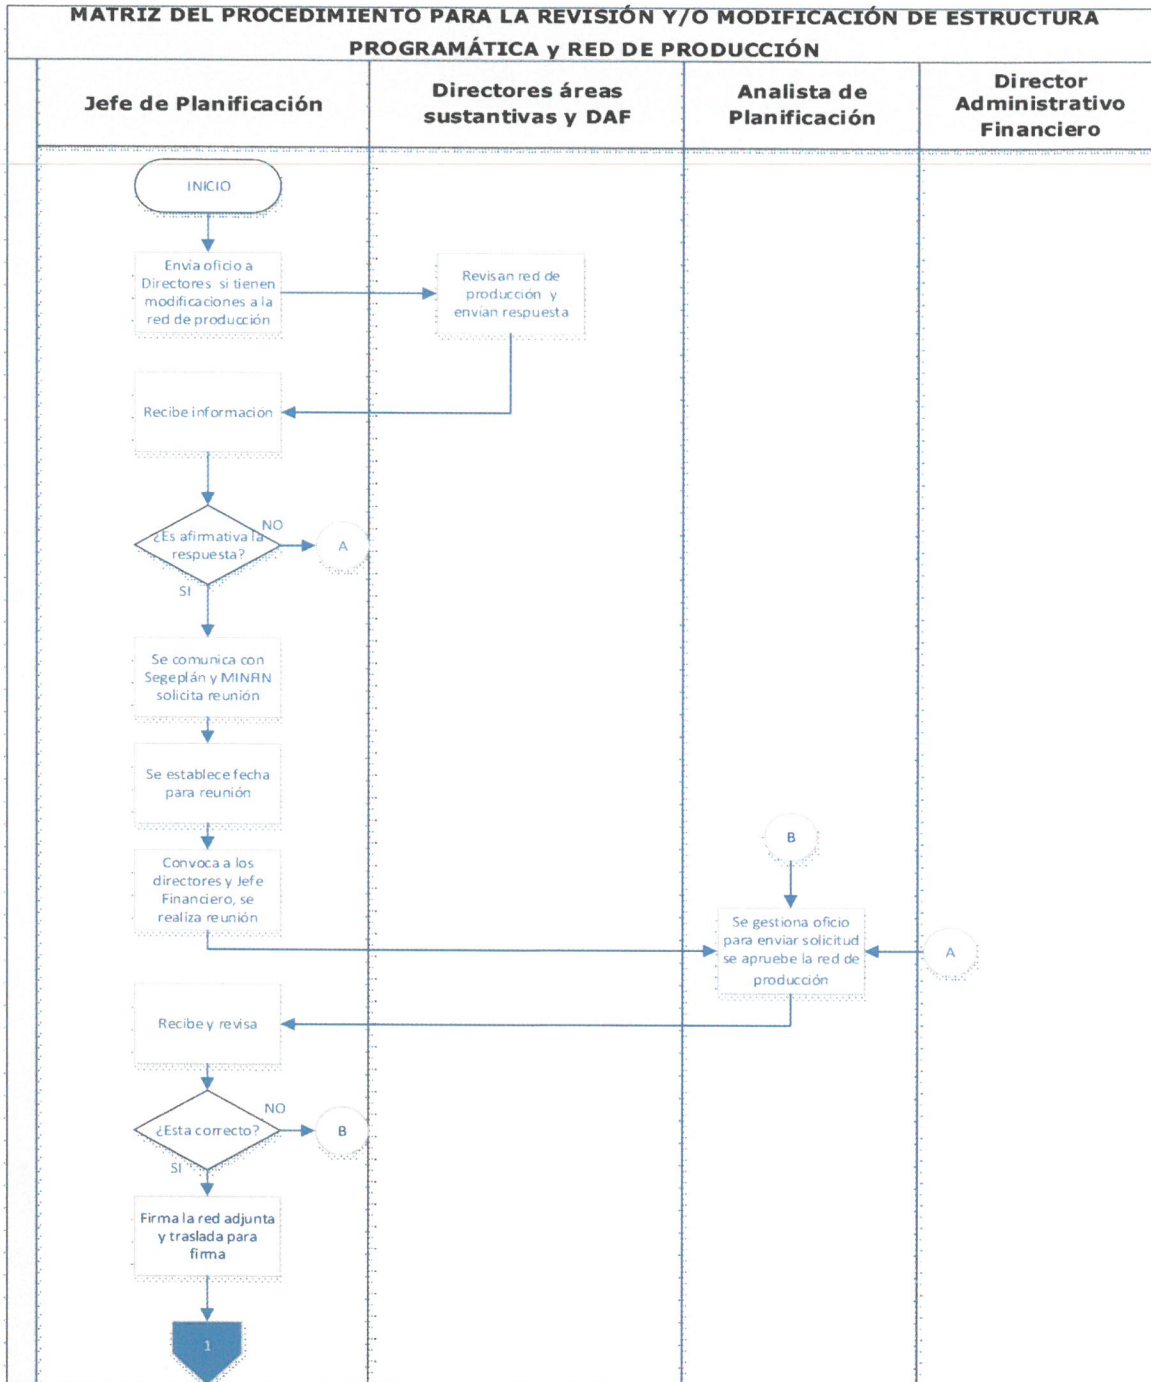 MATRIZ DEL PROCEDIMIENTO PARA LA REVISIÓN Y/O MODIFICACIÓN DE ESTRUCTURA
PROGRAMÁTICA y RED DE PRODUCCIÓN
Jefe de Planificación
Directores áreas
sustantivas y DAF
Analista de
Planificación
Director
Administrativo
Financiero
INICIO
Envía oficio a
Directores si tienen
modificaciones a la
red de producción
Revisan red de
producción y
envían respuesta
Recibe información
¿Es afirmativa la
respuesta?
NO
A
SI
Se comunica con
Segeplán y MINFIN
solicita reunión
Se establece fecha
para reunión
Convoca a los
directores y Jefe
Financiero, se
realiza reunión
B
Se gestiona oficio
para enviar solicitud
se apruebe la red de
producción
A
Recibe y revisa
¿Esta correcto?
NO
B
SI
Firma la red adjunta
y traslada para
firma
1